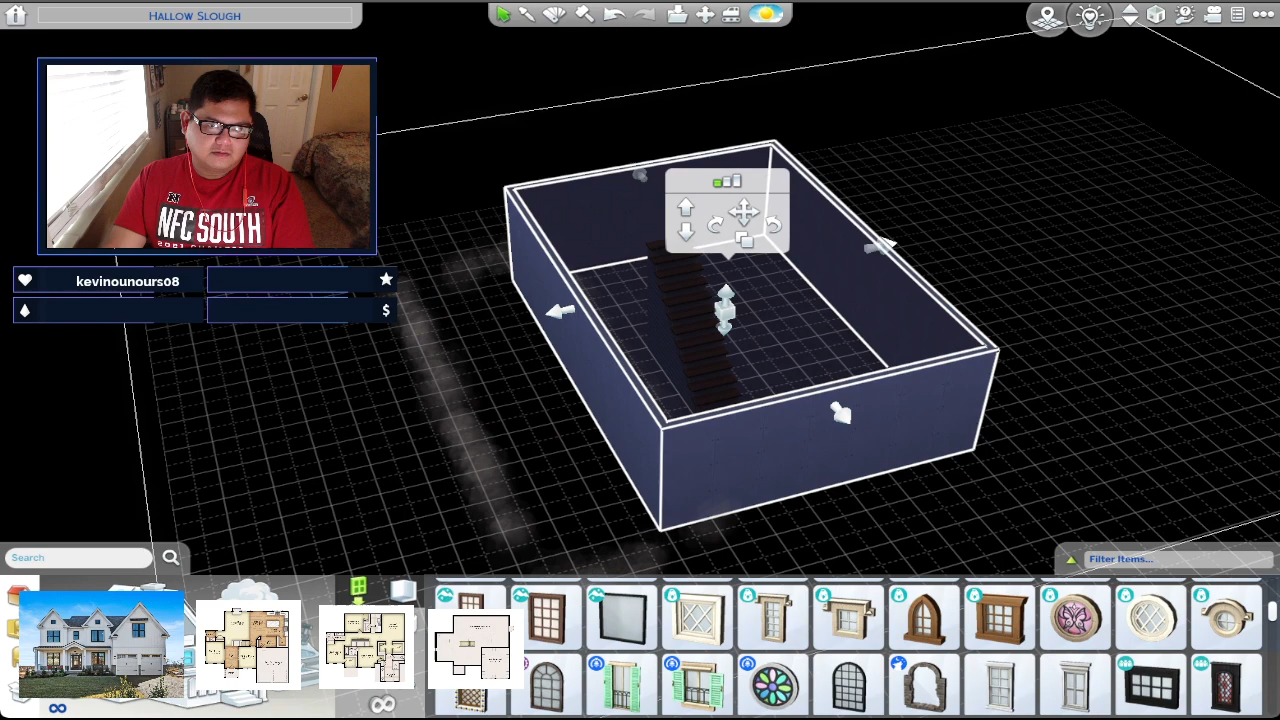 HALLOW SLOUGH
NFC SOUTH
kevinounours08
$
Search
Filter Items...